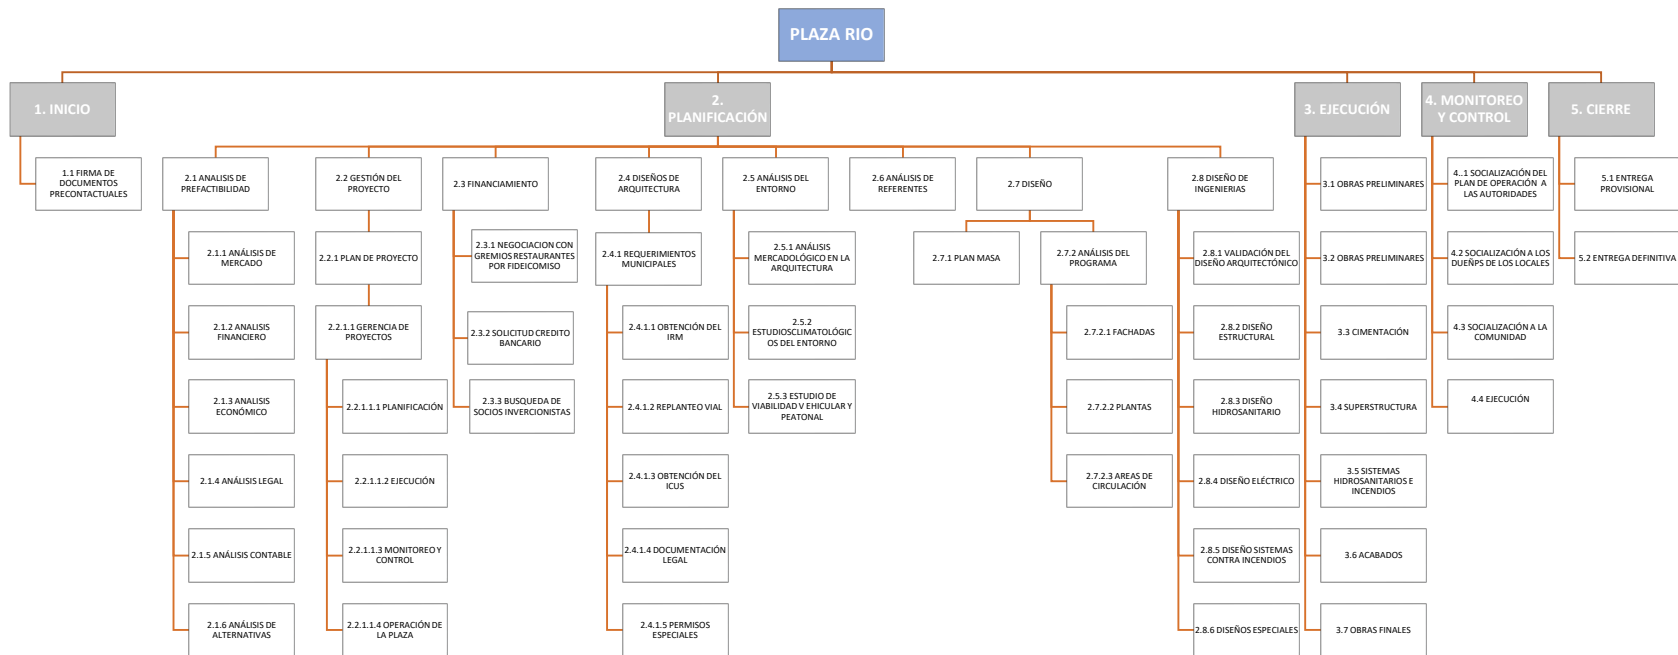 PLAZA RIO
1. INICIO
2.
PLANIFICACIÓN
3. EJECUCIÓN
4. MONITOREO
Y CONTROL
5. CIERRE
1.1 FIRMA DE
DOCUMENTOS
PRECONTACTUALES
2.1 ANALISIS DE
PREFACTIBILIDAD
2.1.1 ANÁLISIS DE
MERCADO
2.1.2 ANALISIS
FINANCIERO
2.1.3 ANALISIS
ECONÓMICO
2.1.4 ANÁLISIS LEGAL
2.1.5 ANÁLISIS CONTABLE
2.1.6 ANÁLISIS DE
ALTERNATIVAS
2.2 GESTIÓN DEL
PROYECTO
2.2.1 PLAN DE PROYECTO
2.2.1.1 GERENCIA DE
PROYECTOS
2.2.1.1.1 PLANIFICACIÓN
2.2.1.1.2 EJECUCIÓN
2.2.1.1.3 MONITOREO Y
CONTROL
2.2.1.1.4 OPERACIÓN DE
LA PLAZA
2.3 FINANCIAMIENTO
2.3.1 NEGOCIACION CON
GREMIOS RESTAURANTES
POR FIDEICOMISO
2.3.2 SOLICITUD CREDITO
BANCARIO
2.3.3 BUSQUEDA DE
SOCIOS INVERCIONISTAS
2.4 DISEÑOS DE
ARQUITECTURA
2.4.1 REQUERIMIENTOS
MUNICIPALES
2.4.1.1 OBTENCIÓN DEL
IRM
2.4.1.2 REPLANTEO VIAL
2.4.1.3 OBTENCIÓN DEL
ICUS
2.4.1.4 DOCUMENTACIÓN
LEGAL
2.4.1.5 PERMISOS
ESPECIALES
2.5 ANÁLISIS DEL
ENTORNO
2.5.1 ANÁLISIS
MERCADOLÓGICO EN LA
ARQUITECTURA
2.5.2
ESTUDIOSCLIMATOLÓGIC
OS DEL ENTORNO
2.5.3 ESTUDIO DE
VIABILIDAD V EHICULAR Y
PEATONAL
2.6 ANÁLISIS DE
REFERENTES
2.7 DISEÑO
2.7.1 PLAN MASA
2.7.2 ANÁLISIS DEL
PROGRAMA
2.7.2.1 FACHADAS
2.7.2.2 PLANTAS
2.7.2.3 AREAS DE
CIRCULACIÓN
2.8 DISEÑO DE
INGENIERIAS
2.8.1 VALIDACIÓN DEL
DISEÑO ARQUITECTÓNICO
2.8.2 DISEÑO
ESTRUCTURAL
2.8.3 DISEÑO
HIDROSANITARIO
2.8.4 DISEÑO ELÉCTRICO
2.8.5 DISEÑO SISTEMAS
CONTRA INCENDIOS
2.8.6 DISEÑOS ESPECIALES
3.1 OBRAS PRELIMINARES
3.2 OBRAS PRELIMINARES
3.3 CIMENTACIÓN
3.4 SUPERSTRUCTURA
3.5 SISTEMAS
HIDROSANITARIOS E
INCENDIOS
3.6 ACABADOS
3.7 OBRAS FINALES
4..1 SOCIALIZACIÓN DEL
PLAN DE OPERACIÓN A
LAS AUTORIDADES
4.2 SOCIALIZACIÓN A LOS
DUEÑPS DE LOS LOCALES
4.3 SOCIALIZACIÓN A LA
COMUNIDAD
4.4 EJECUCIÓN
5.1 ENTREGA
PROVISIONAL
5.2 ENTREGA DEFINITIVA